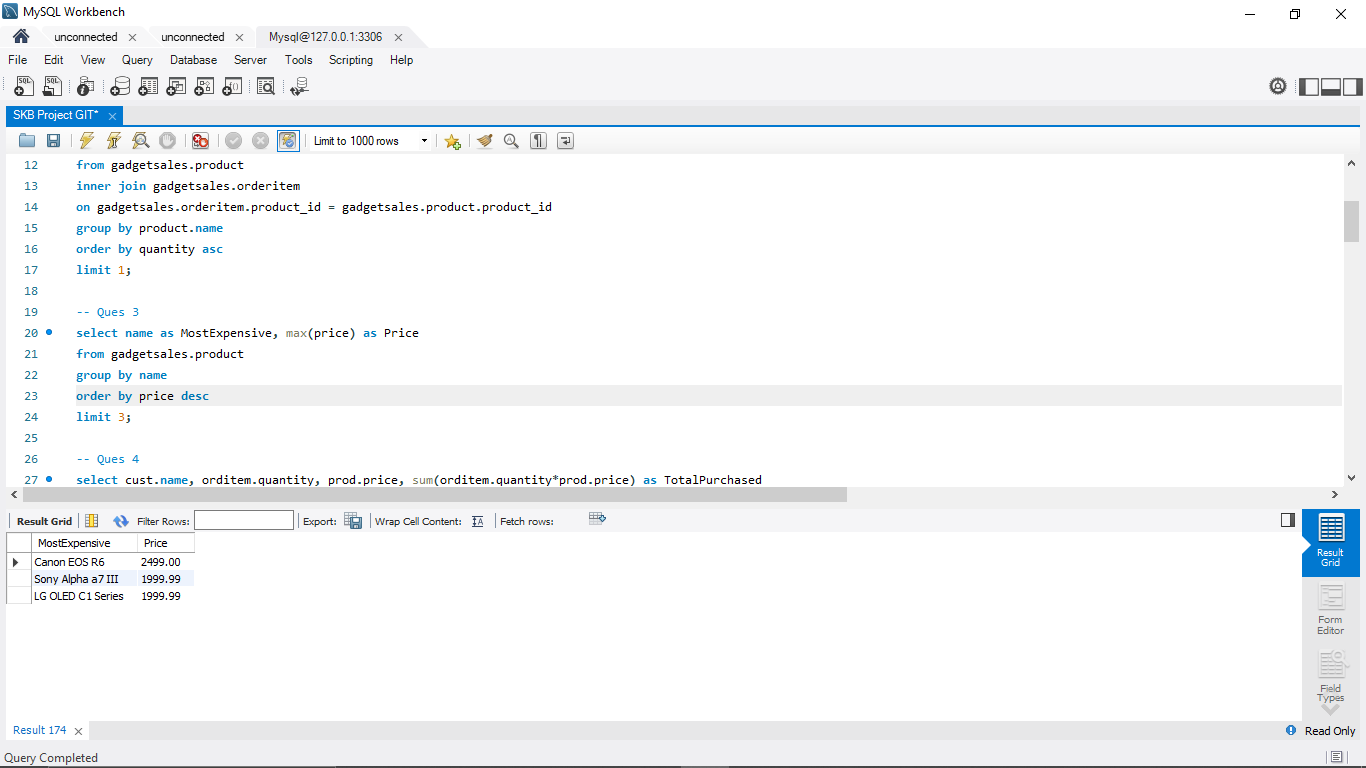 MySQL Workbench
unconnected unconnected Mysql@127.0.0.1:3306
File Edit View Query Database Server Tools Scripting Help
SKB Project GIT*
Limit to 1000 rows
12 from gadgetsales.product
13 inner join gadgetsales.orderitem
14 on gadgetsales.orderitem.product_id = gadgetsales.product.product_id
15 group by product.name
16 order by quantity asc
17 limit 1;
18
19 -- Ques 3
20 select name as MostExpensive, max(price) as Price
21 from gadgetsales.product
22 group by name
23 order by price desc
24 limit 3;
25
26 -- Ques 4
27 select cust.name, orditem.quantity, prod.price, sum(orditem.quantity*prod.price) as TotalPurchased
Result Grid Filter Rows: Export: Wrap Cell Content: Fetch rows:
MostExpensive Price
Canon EOS R6 2499.00
Sony Alpha a7 III 1999.99
LG OLED C1 Series 1999.99
Result
Grid
Form
Editor
Field
Types
Result 174 Read Only
Query Completed